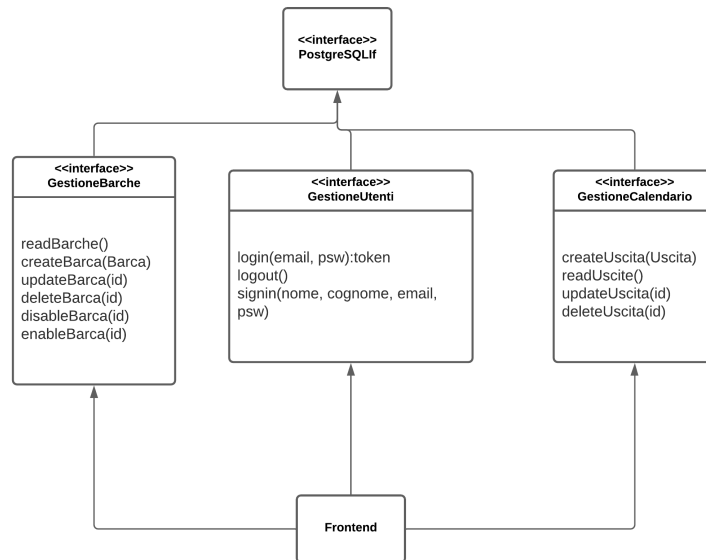 <<interface>>
PostgreSQLIf
<<interface>>
GestioneBarche
readBarche()
createBarca(Barca)
updateBarca(id)
deleteBarca(id)
disableBarca(id)
enableBarca(id)
<<interface>>
GestioneUtenti
login(email, psw):token
logout()
signin(nome, cognome, email,
psw)
<<interface>>
GestioneCalendario
createUscita(Uscita)
readUscite()
updateUscita(id)
deleteUscita(id)
Frontend